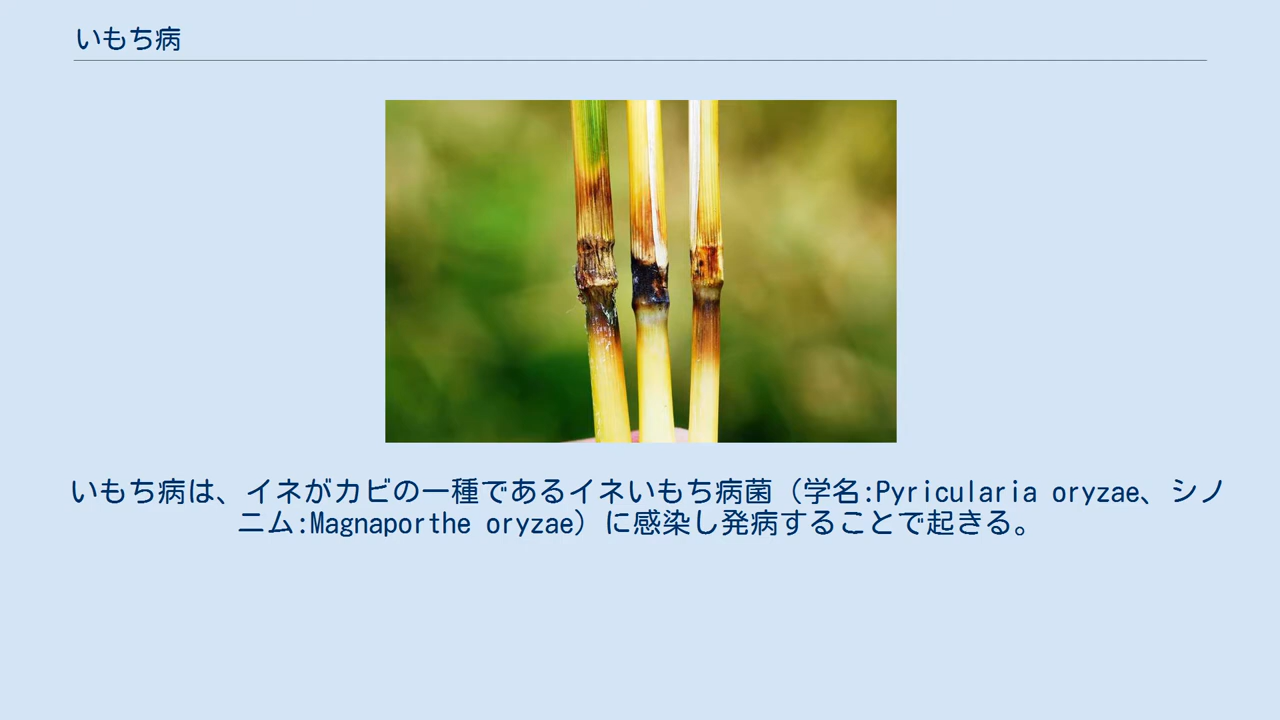 いもち病
いもち病は、イネがカビの一種であるイネいもち病菌（学名:Pyricularia oryzae、シノ
ニム:Magnaporthe oryzae）に感染し発病することで起きる。